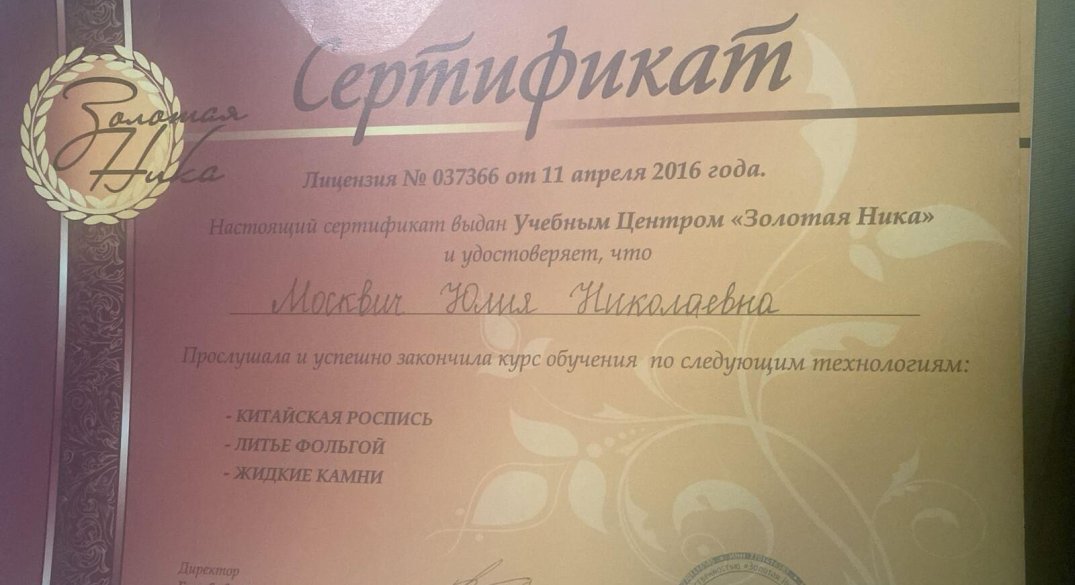 Сертификат
Золотая
Ника
Лицензия № 037366 от 11 апреля 2016 года.
Настоящий сертификат выдан Учебным Центром «Золотая Ника»
и удостоверяет, что
Москвич Юлия Николаевна
Прослушала и успешно закончила курс обучения по следующим технологиям:
- КИТАЙСКАЯ РОСПИСЬ
- ЛИТЬЕ ФОЛЬГОЙ
- ЖИДКИЕ КАМНИ
Директор